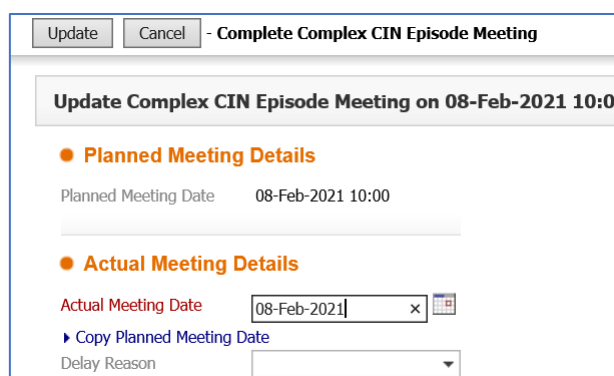 Update Cancel - Complete Complex CIN Episode Meeting
Update Complex CIN Episode Meeting on 08-Feb-2021 10:0
Planned Meeting Details
Planned Meeting Date 08-Feb-2021 10:00
Actual Meeting Details
Actual Meeting Date 08-Feb-2021
Copy Planned Meeting Date
Delay Reason